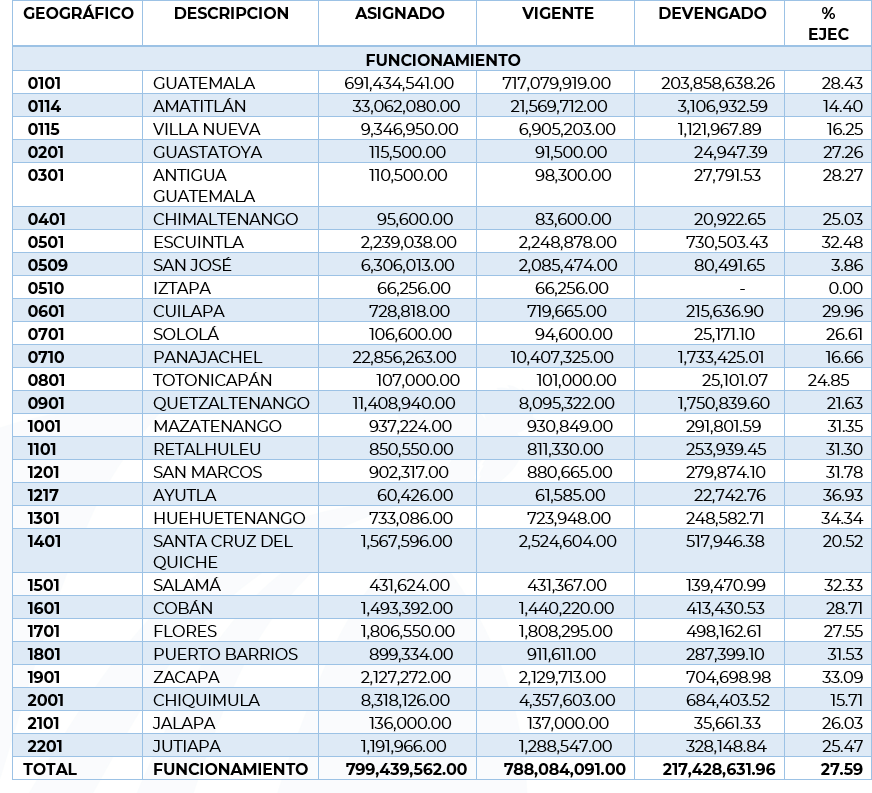 GEOGRÁFICO DESCRIPCION ASIGNADO VIGENTE DEVENGADO %
EJEC
FUNCIONAMIENTO
0101 GUATEMALA 691,434,541.00 717,079,919.00 203,858,638.26 28.43
0114 AMATITLÁN 33,062,080.00 21,569,712.00 3,106,932.59 14.40
0115 VILLA NUEVA 9,346,950.00 6,905,203.00 1,121,967.89 16.25
0201 GUASTATOYA 115,500.00 91,500.00 24,947.39 27.26
0301 ANTIGUA 110,500.00 98,300.00 27,791.53 28.27
GUATEMALA
0401 CHIMALTENANGO 95,600.00 83,600.00 20,922.65 25.03
0501 ESCUINTLA 2,239,038.00 2,248,878.00 730,503.43 32.48
0509 SAN JOSÉ 6,306,013.00 2,085,474.00 80,491.65 3.86
0510 IZTAPA 66,256.00 66,256.00 - 0.00
0601 CUILAPA 728,818.00 719,665.00 215,636.90 29.96
0701 SOLOLÁ 106,600.00 94,600.00 25,171.10 26.61
0710 PANAJACHEL 22,856,263.00 10,407,325.00 1,733,425.01 16.66
0801 TOTONICAPÁN 107,000.00 101,000.00 25,101.07 24.85
0901 QUETZALTENANGO 11,408,940.00 8,095,322.00 1,750,839.60 21.63
1001 MAZATENANGO 937,224.00 930,849.00 291,801.59 31.35
1101 RETALHULEU 850,550.00 811,330.00 253,939.45 31.30
1201 SAN MARCOS 902,317.00 880,665.00 279,874.10 31.78
1217 AYUTLA 60,426.00 61,585.00 22,742.76 36.93
1301 HUEHUETENANGO 733,086.00 723,948.00 248,582.71 34.34
1401 SANTA CRUZ DEL 1,567,596.00 2,524,604.00 517,946.38 20.52
QUICHE
1501 SALAMÁ 431,624.00 431,367.00 139,470.99 32.33
1601 COBÁN 1,493,392.00 1,440,220.00 413,430.53 28.71
1701 FLORES 1,806,550.00 1,808,295.00 498,162.61 27.55
1801 PUERTO BARRIOS 899,334.00 911,611.00 287,399.10 31.53
1901 ZACAPA 2,127,272.00 2,129,713.00 704,698.98 33.09
2001 CHIQUIMULA 8,318,126.00 4,357,603.00 684,403.52 15.71
2101 JALAPA 136,000.00 137,000.00 35,661.33 26.03
2201 JUTIAPA 1,191,966.00 1,288,547.00 328,148.84 25.47
TOTAL FUNCIONAMIENTO 799,439,562.00 788,084,091.00 217,428,631.96 27.59